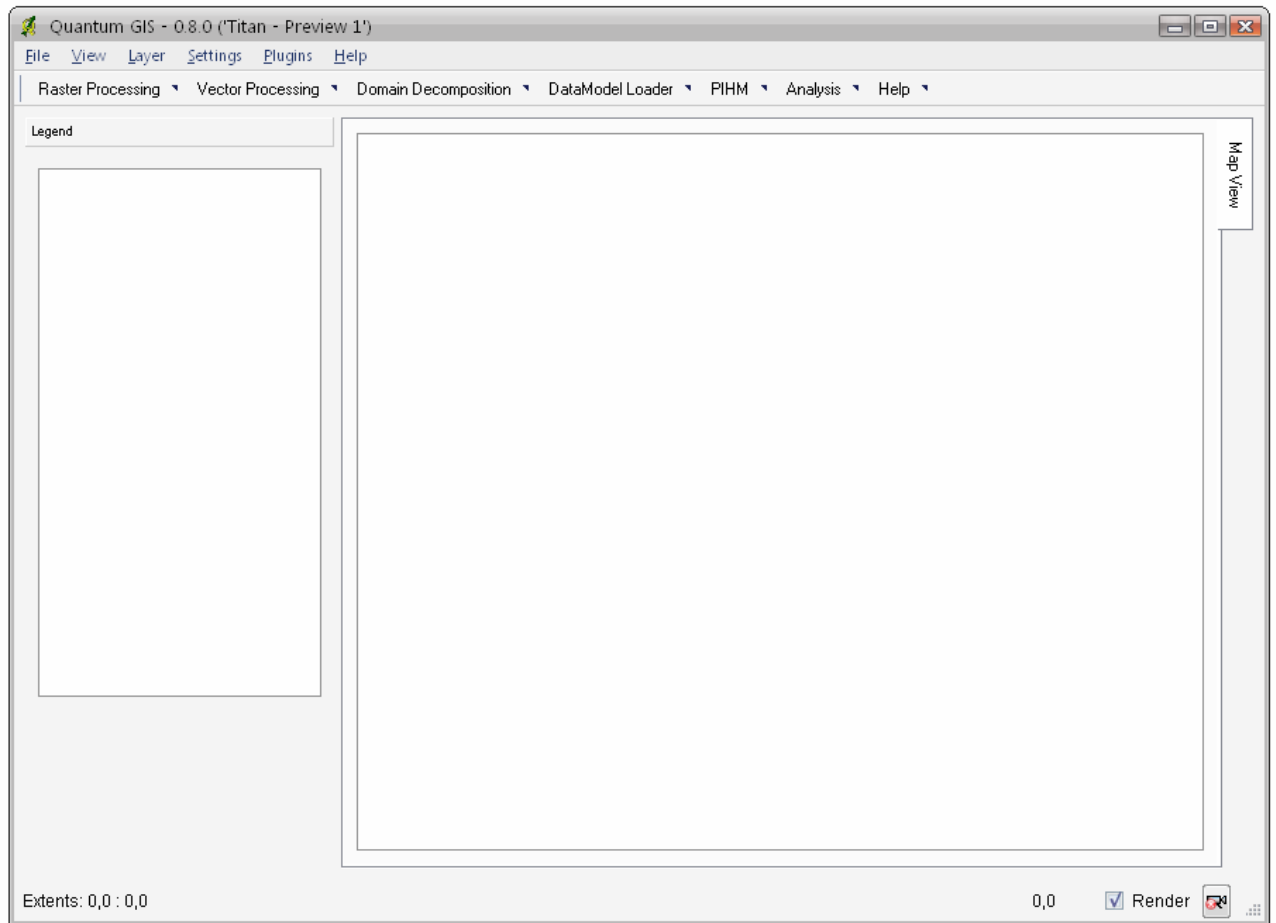 Quantum GIS - 0.8.0 ('Titan - Preview 1')
File View Layer Settings Plugins Help
Raster Processing Vector Processing Domain Decomposition DataModel Loader PIHM Analysis Help
Legend
Map View
Extents: 0,0 : 0,0
0,0
Render